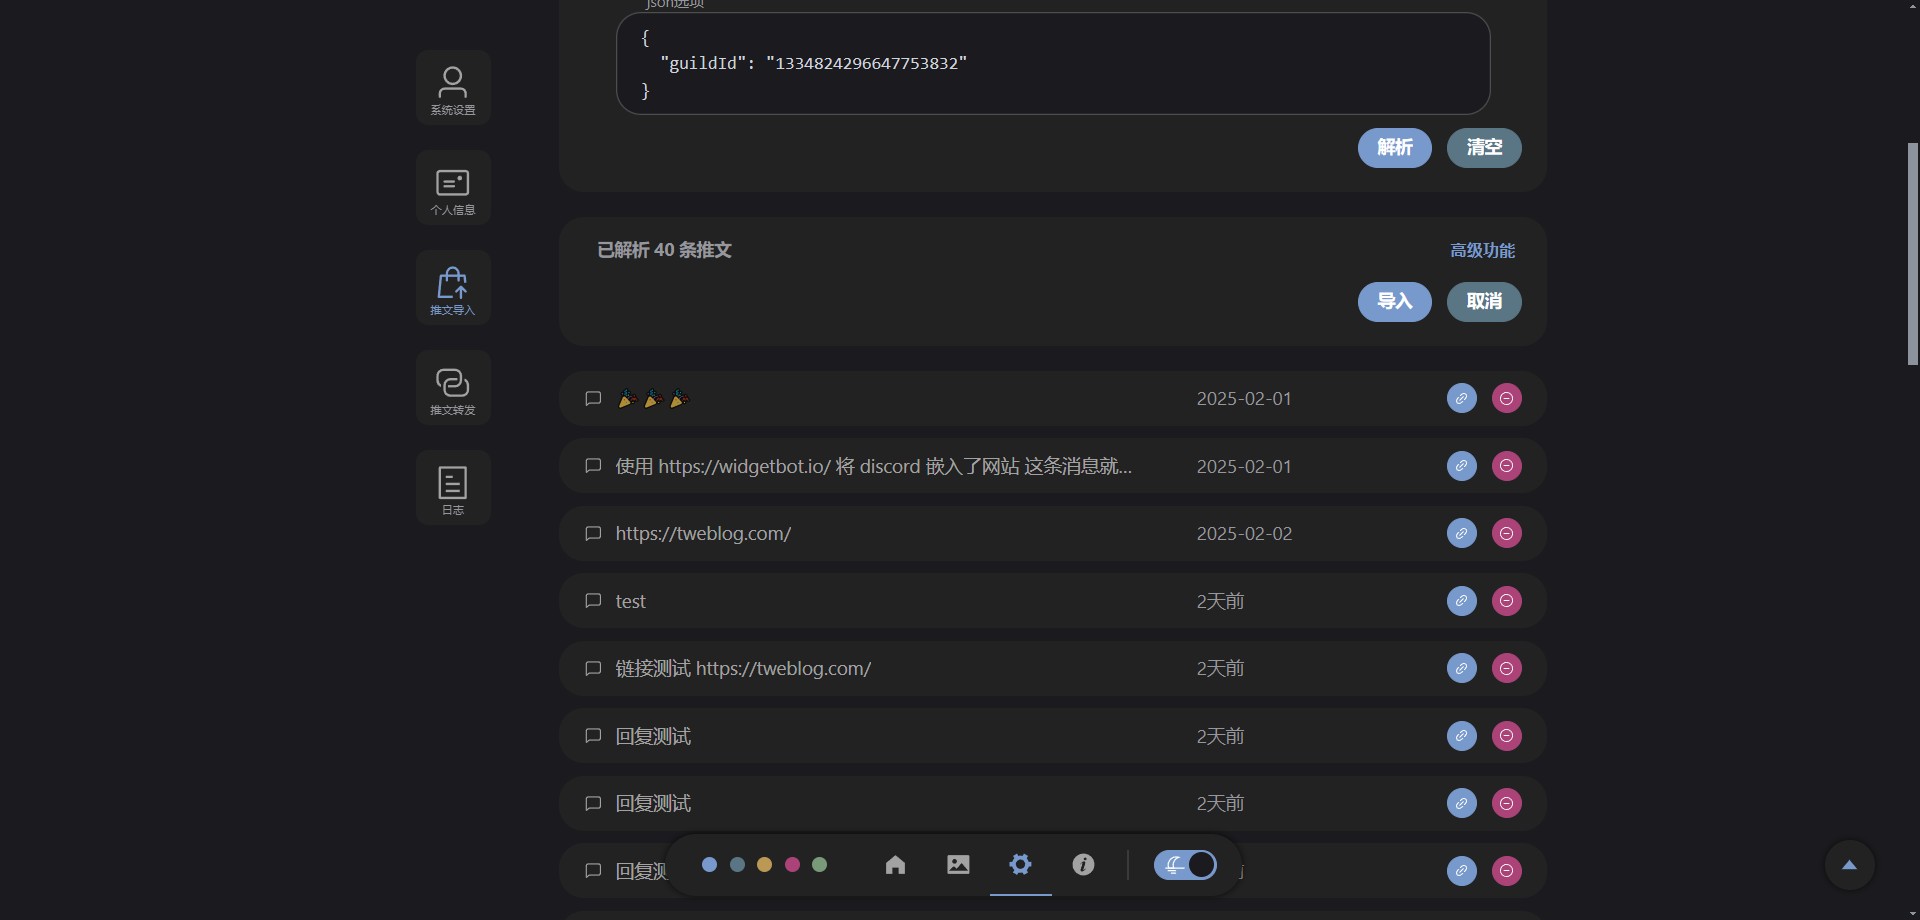 json选项
{
"guildId": "1334824296647753832"
}
解析
清空
系统设置
个人信息
推文导入
推文转发
日志
已解析 40 条推文
高级功能
导入
取消
🎉🎉🎉
2025-02-01
使用 https://widgetbot.io/ 将 discord 嵌入了网站 这条消息就...
2025-02-01
https://tweblog.com/
2025-02-02
test
2天前
链接测试 https://tweblog.com/
2天前
回复测试
2天前
回复测试
2天前
回复测